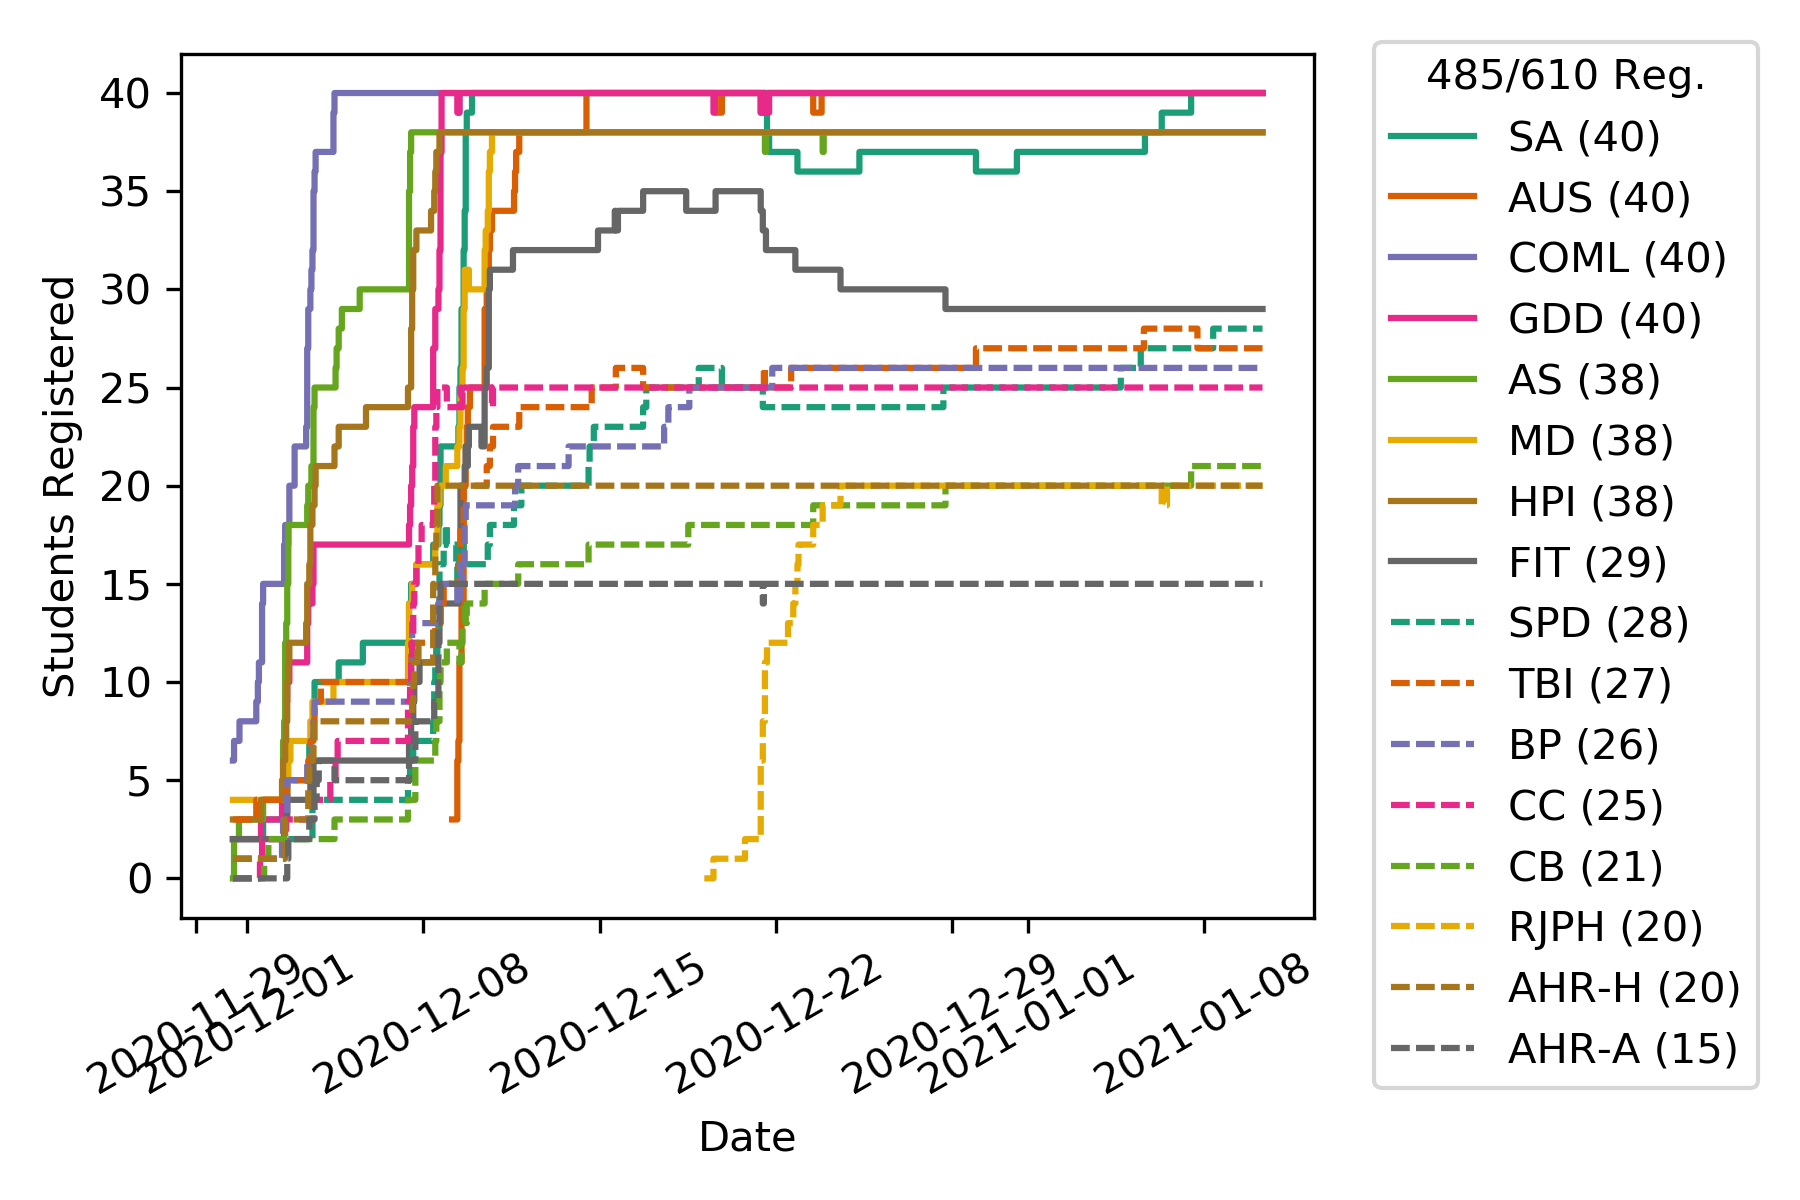 40
35
30
25
20
15
10
5
0
Students Registered
2020-11-29
2020-12-01
2020-12-08
2020-12-15
2020-12-22
2020-12-29
2021-01-01
2021-01-08
Date
485/610 Reg.
SA (40)
AUS (40)
COML (40)
GDD (40)
AS (38)
MD (38)
HPI (38)
FIT (29)
SPD (28)
TBI (27)
BP (26)
CC (25)
CB (21)
RJPH (20)
AHR-H (20)
AHR-A (15)